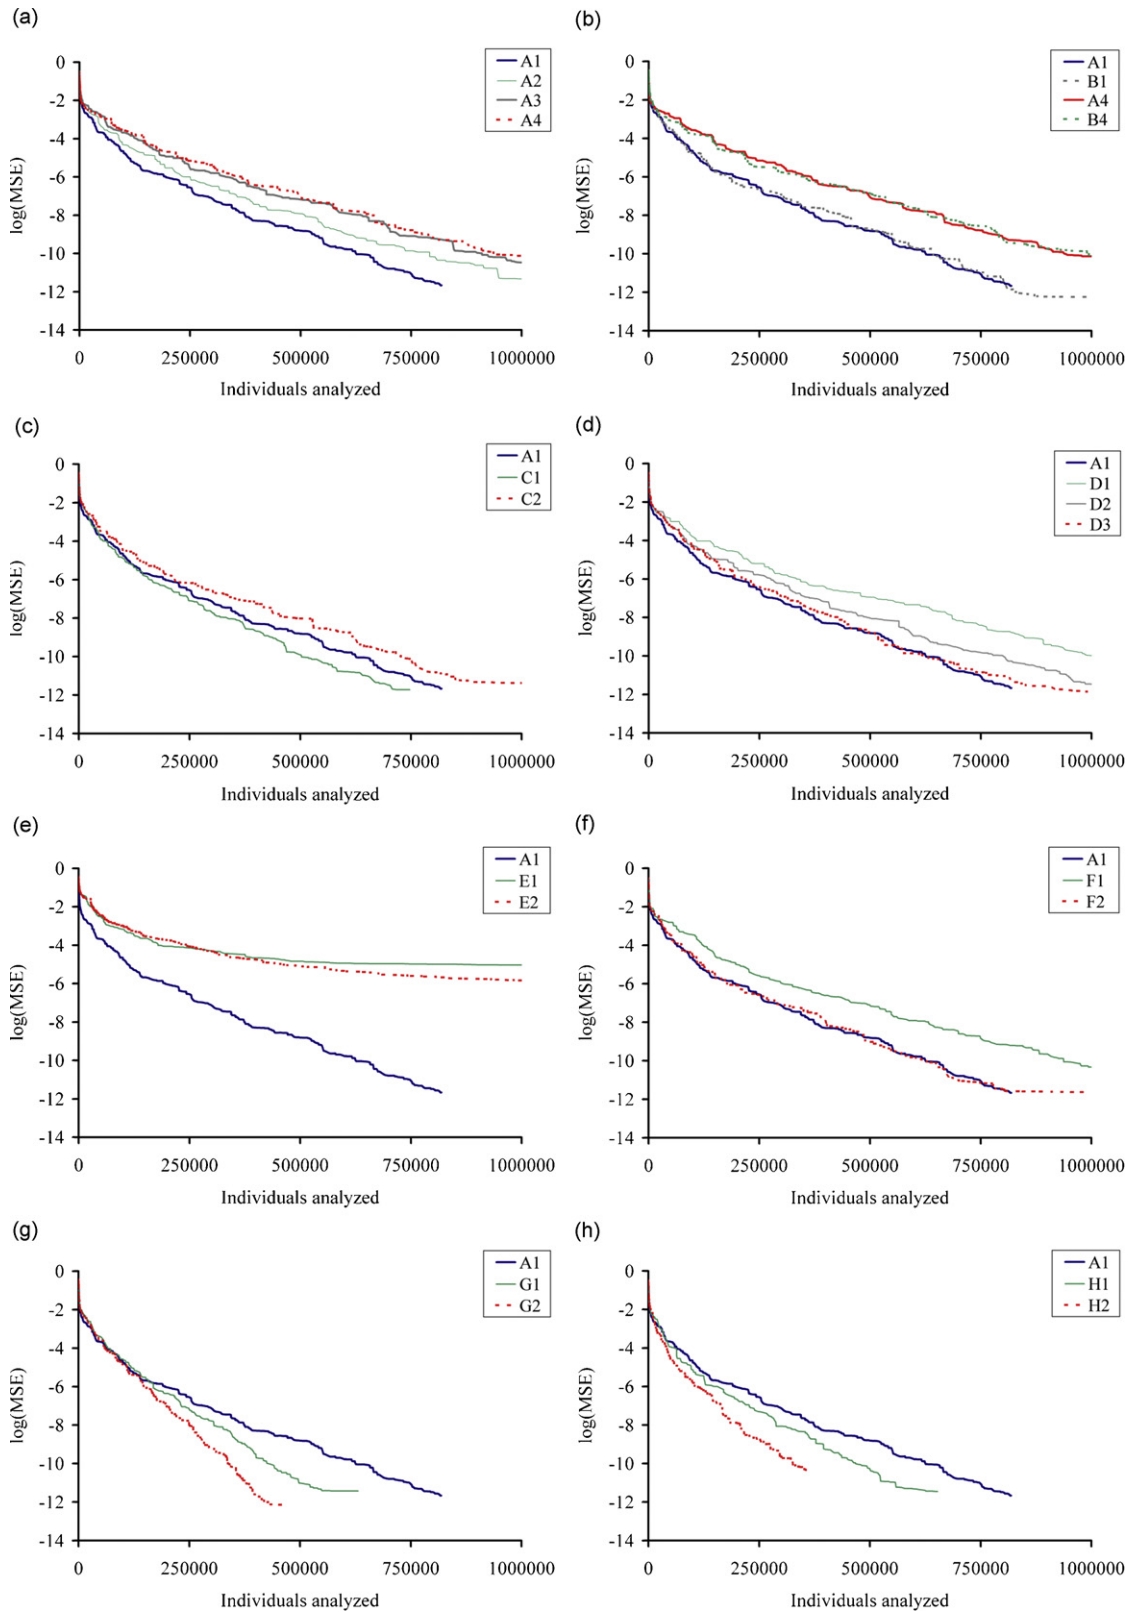 (a)
0
-2
-4
-6
-8
-10
-12
-14
log(MSE)
0 250000 500000 750000 1000000
Individuals analyzed
A1
A2
A3
A4
(b)
0
-2
-4
-6
-8
-10
-12
-14
log(MSE)
0 250000 500000 750000 1000000
Individuals analyzed
A1
B1
A4
B4
(c)
0
-2
-4
-6
-8
-10
-12
-14
log(MSE)
0 250000 500000 750000 1000000
Individuals analyzed
A1
C1
C2
(d)
0
-2
-4
-6
-8
-10
-12
-14
log(MSE)
0 250000 500000 750000 1000000
Individuals analyzed
A1
D1
D2
D3
(e)
0
-2
-4
-6
-8
-10
-12
-14
log(MSE)
0 250000 500000 750000 1000000
Individuals analyzed
A1
E1
E2
(f)
0
-2
-4
-6
-8
-10
-12
-14
log(MSE)
0 250000 500000 750000 1000000
Individuals analyzed
A1
F1
F2
(g)
0
-2
-4
-6
-8
-10
-12
-14
log(MSE)
0 250000 500000 750000 1000000
Individuals analyzed
A1
G1
G2
(h)
0
-2
-4
-6
-8
-10
-12
-14
log(MSE)
0 250000 500000 750000 1000000
Individuals analyzed
A1
H1
H2